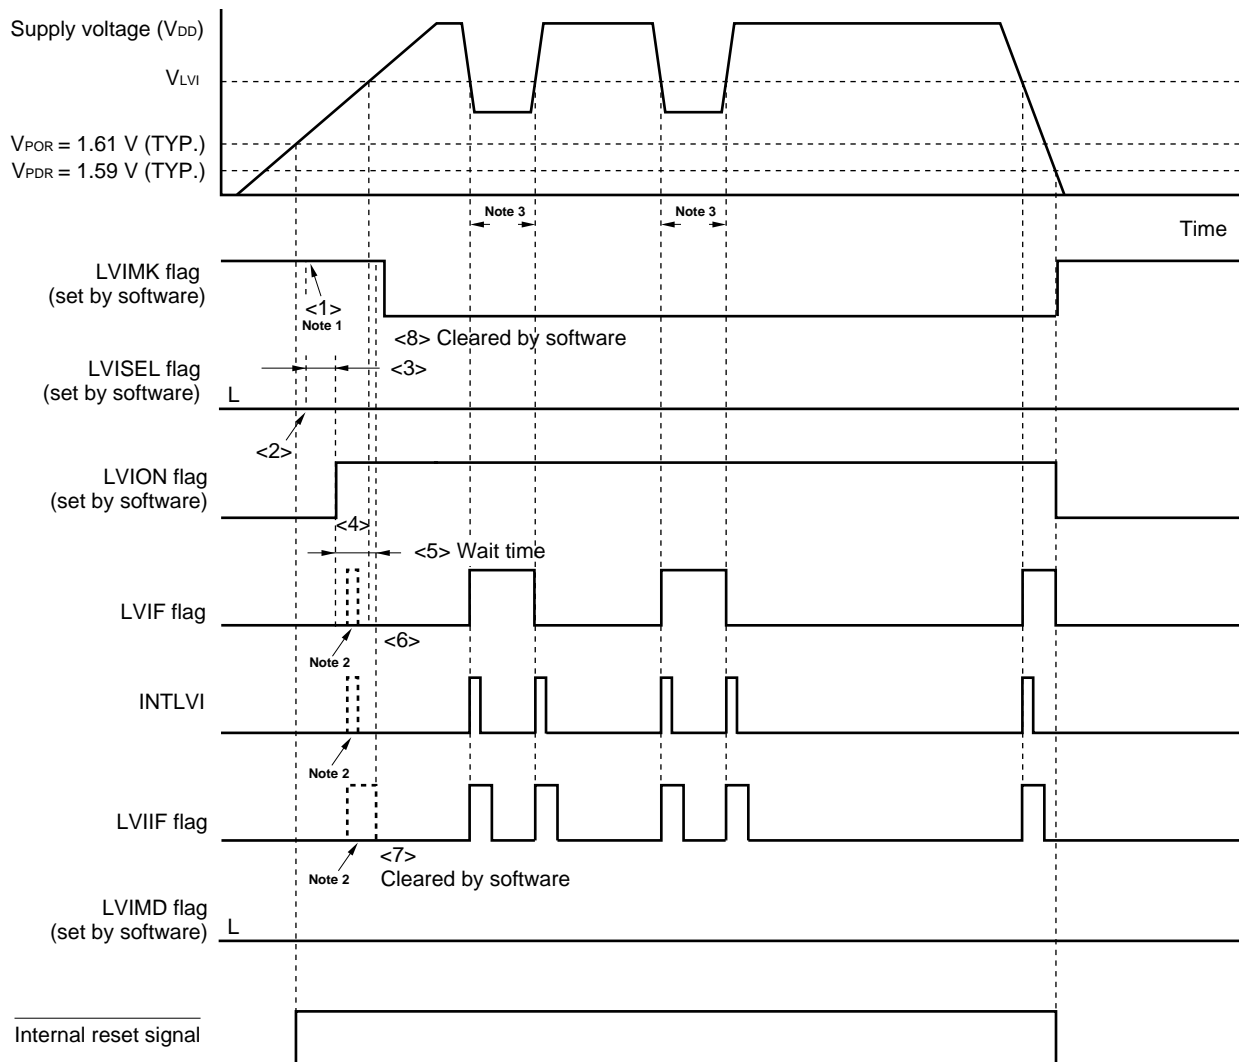 Supply voltage (VDD)
VLVI
VPOR = 1.61 V (TYP.)
VPDR = 1.59 V (TYP.)
Note 3
Note 3
Time
LVIMK flag
(set by software)
<1>
Note 1
<8> Cleared by software
LVISEL flag
(set by software)
L
<3>
<2>
LVION flag
(set by software)
<4>
<5> Wait time
LVIF flag
<6>
Note 2
INTLVI
Note 2
LVIIF flag
<7>
Note 2
Cleared by software
LVIMD flag
(set by software)
L
Internal reset signal